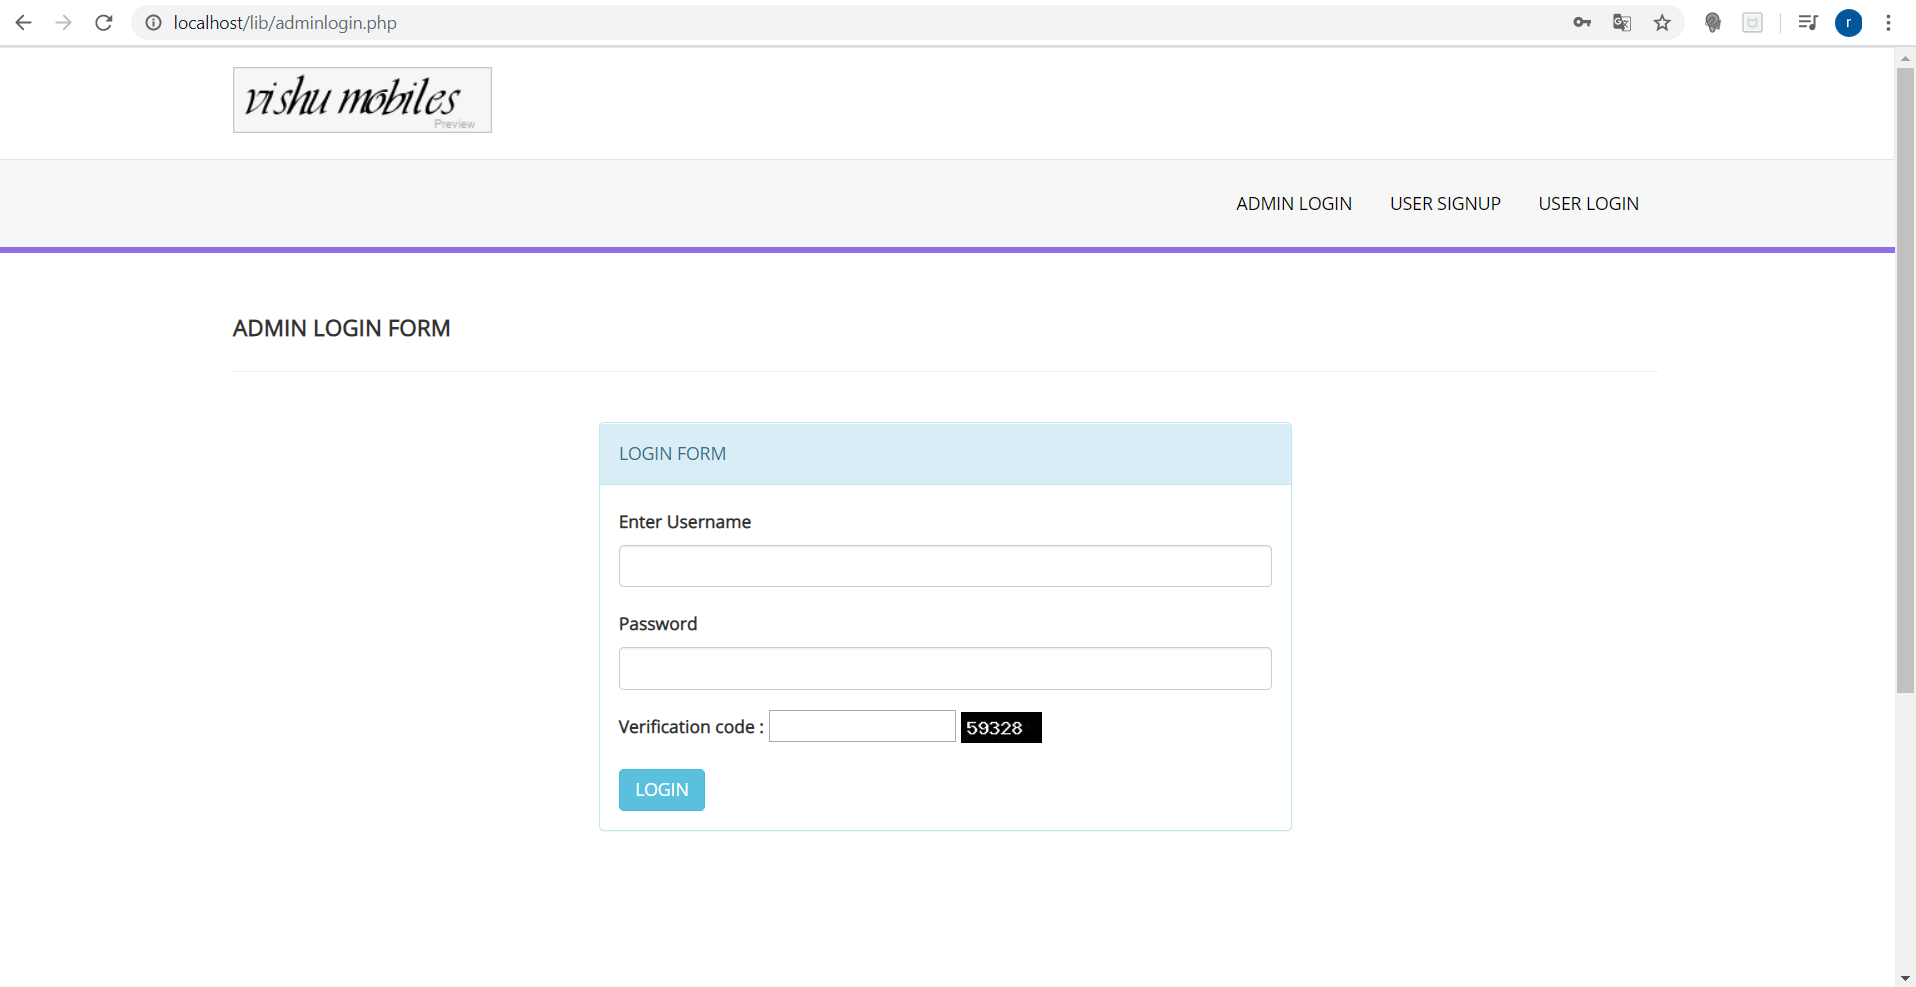 localhost/lib/adminlogin.php
r
vishu mobiles
Preview
ADMIN LOGIN USER SIGNUP USER LOGIN
ADMIN LOGIN FORM
LOGIN FORM
Enter Username
Password
Verification code : 59328
LOGIN